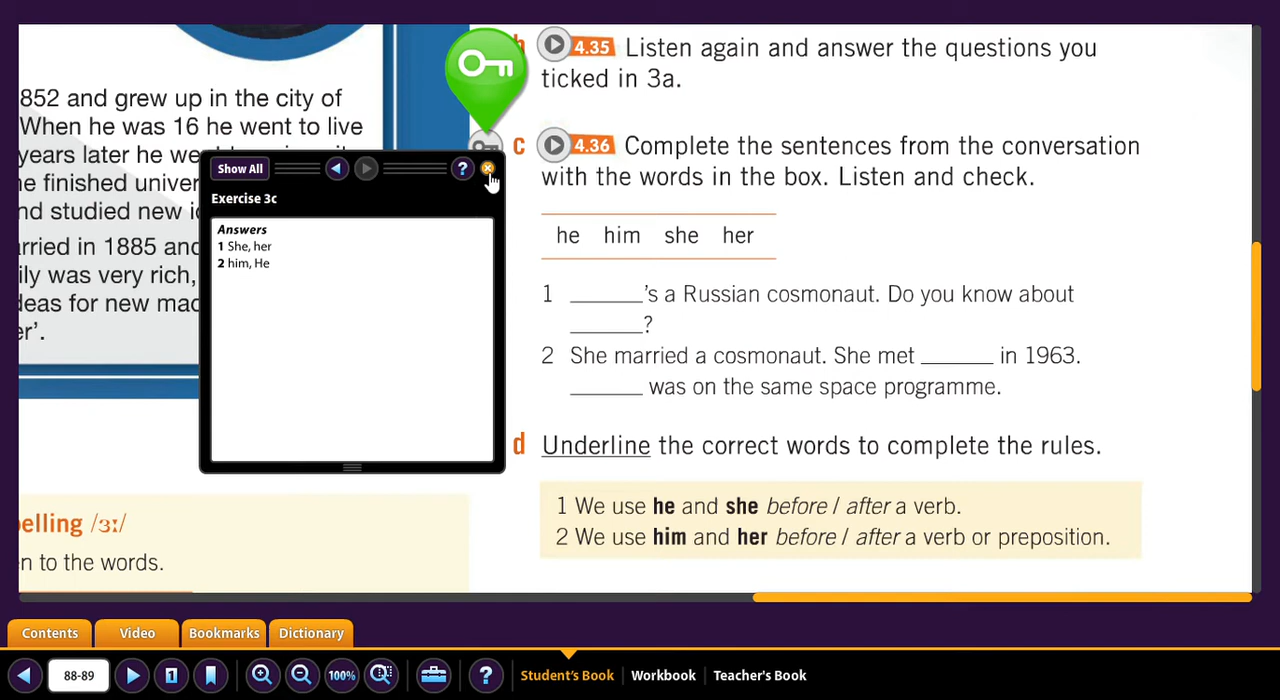 852 and grew up in the city of
When he was 16 he went to live
years later he we
he finished univer
nd studied new i
rried in 1885 and
ily was very rich,
deas for new mac
er’.
elling /ɜː/
n to the words.
Show All
?
Exercise 3c
Answers
1 She, her
2 him, He
4.35 Listen again and answer the questions you
ticked in 3a.
c 4.36 Complete the sentences from the conversation
with the words in the box. Listen and check.
he him she her
1 ______’s a Russian cosmonaut. Do you know about
______?
2 She married a cosmonaut. She met ______ in 1963.
______ was on the same space programme.
d Underline the correct words to complete the rules.
1 We use he and she before / after a verb.
2 We use him and her before / after a verb or preposition.
Contents Video Bookmarks Dictionary
88-89 1 100% ? Student's Book Workbook Teacher's Book